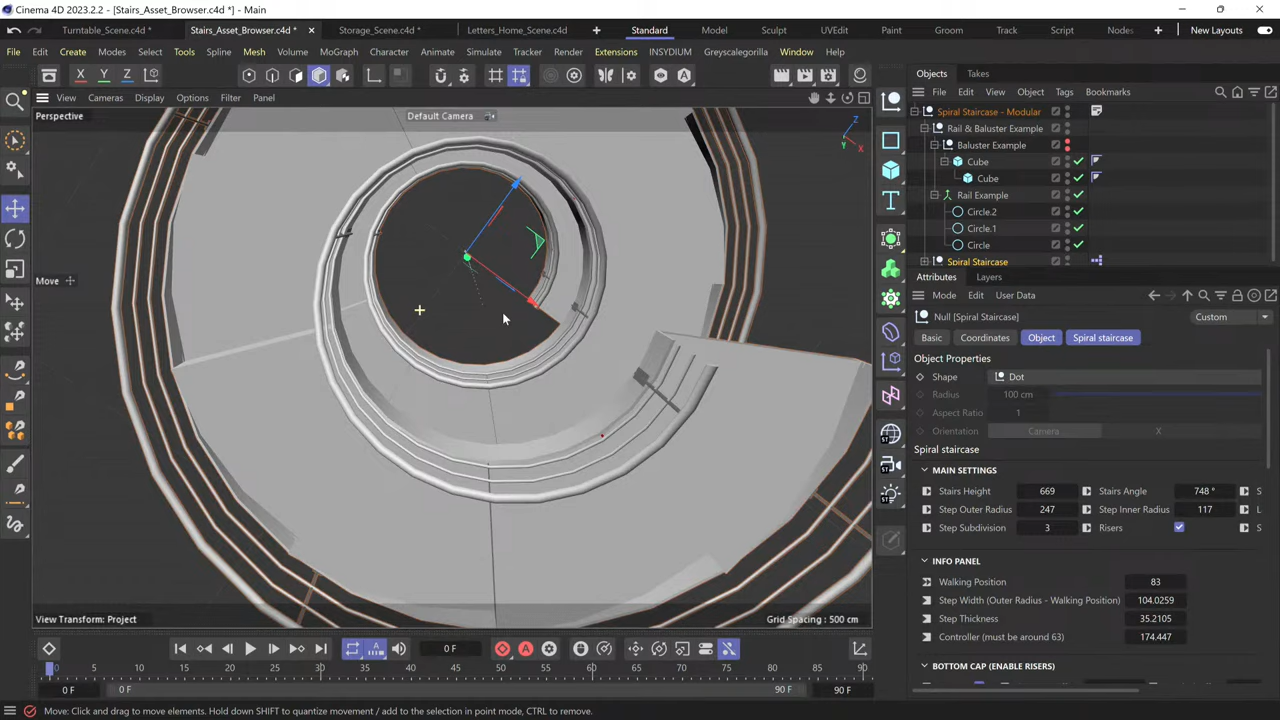 Cinema 4D 2023.2.2 - [Stairs_Asset_Browser.c4d *] - Main
Turntable_Scene.c4d *
Stairs_Asset_Browser.c4d *
Storage_Scene.c4d *
Letters_Home_Scene.c4d
Standard
Model
Sculpt
UVEdit
Paint
Groom
Track
Script
Nodes
New Layouts
File Edit Create Modes Select Tools Spline Mesh Volume MoGraph Character Animate Simulate Tracker Render Extensions INSYDIUM Greyscalegorilla Window Help
X Y Z
Objects Takes
View Cameras Display Options Filter Panel
File Edit View Object Tags Bookmarks
Perspective
Default Camera
Z
X
Y
Spiral Staircase - Modular
Rail & Baluster Example
Baluster Example
Cube
Cube
Rail Example
Circle.2
Circle.1
Circle
Spiral Staircase
Move
Attributes Layers
Mode Edit User Data
Null [Spiral Staircase]
Custom
Basic Coordinates Object Spiral staircase
Object Properties
Shape Dot
Radius 100 cm
Aspect Ratio 1
Orientation Camera X
Spiral staircase
MAIN SETTINGS
Stairs Height 669 Stairs Angle 748 ° S
Step Outer Radius 247 Step Inner Radius 117 L
Step Subdivision 3 Risers S
INFO PANEL
Walking Position 83
Step Width (Outer Radius - Walking Position) 104.0259
Step Thickness 35.2105
Controller (must be around 63) 174.447
BOTTOM CAP (ENABLE RISERS)
View Transform: Project
Grid Spacing : 500 cm
0 F
0 5 10 15 20 25 30 35 40 45 50 55 60 65 70 75 80 85 90
0 F 0 F 90 F 90 F
Move: Click and drag to move elements. Hold down SHIFT to quantize movement / add to the selection in point mode, CTRL to remove.